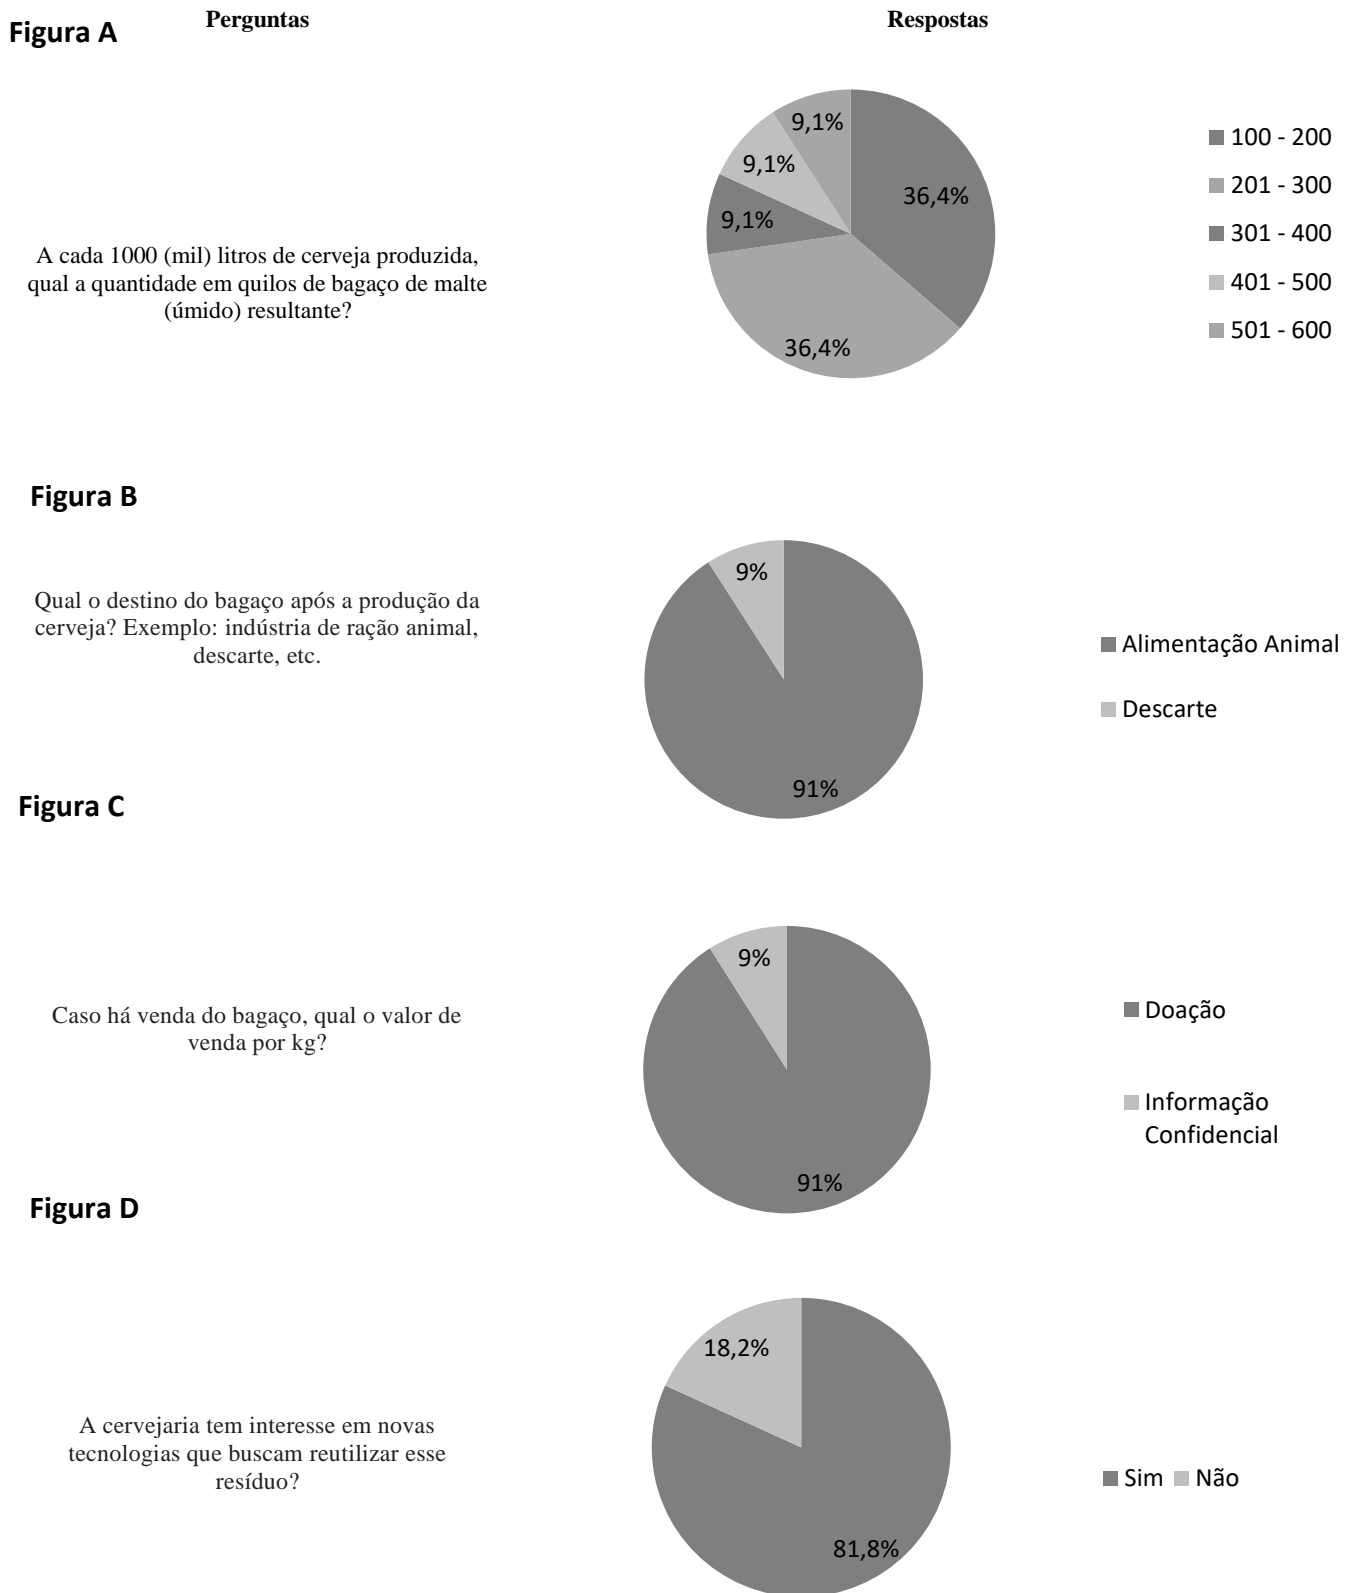 Perguntas
Respostas
Figura A
A cada 1000 (mil) litros de cerveja produzida,
qual a quantidade em quilos de bagaço de malte
(úmido) resultante?
9,1%
9,1%
9,1%
36,4%
36,4%
100 - 200
201 - 300
301 - 400
401 - 500
501 - 600
Figura B
Qual o destino do bagaço após a produção da
cerveja? Exemplo: indústria de ração animal,
descarte, etc.
9%
91%
Alimentação Animal
Descarte
Figura C
Caso há venda do bagaço, qual o valor de
venda por kg?
9%
91%
Doação
Informação
Confidencial
Figura D
A cervejaria tem interesse em novas
tecnologias que buscam reutilizar esse
resíduo?
18,2%
81,8%
Sim Não